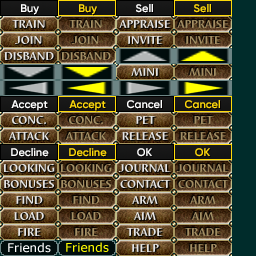 Buy Buy Sell Sell
TRAIN TRAIN APPRAISE APPRAISE
JOIN JOIN INVITE INVITE
DISBAND DISBAND
MINI MINI
Accept Accept Cancel Cancel
CONC. CONC. PET PET
ATTACK ATTACK RELEASE RELEASE
Decline Decline OK OK
LOOKING LOOKING JOURNAL JOURNAL
BONUSES BONUSES CONTACT CONTACT
FIND FIND ARM ARM
LOAD LOAD AIM AIM
FIRE FIRE TRADE TRADE
Friends Friends HELP HELP